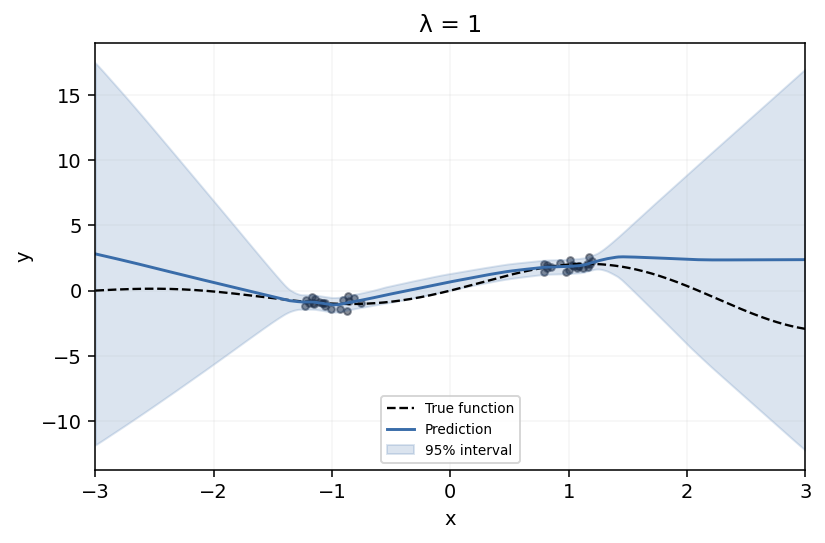 λ = 1
y
15
10
5
0
−5
−10
True function
Prediction
95% interval
−3
−2
−1
0
1
2
3
x